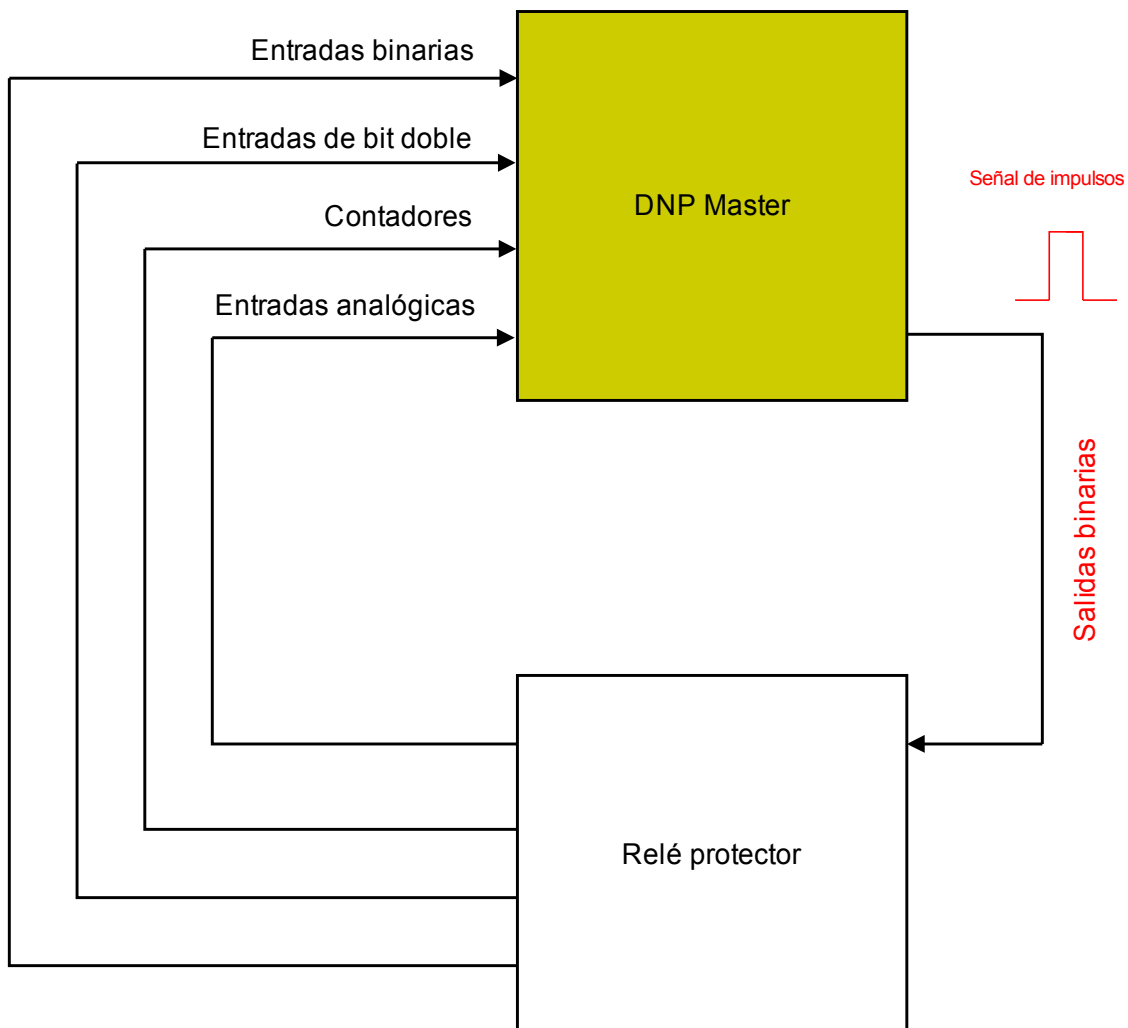 Entradas binarias
Entradas de bit doble
Contadores
Entradas analógicas
DNP Master
Señal de impulsos
Salidas binarias
Relé protector